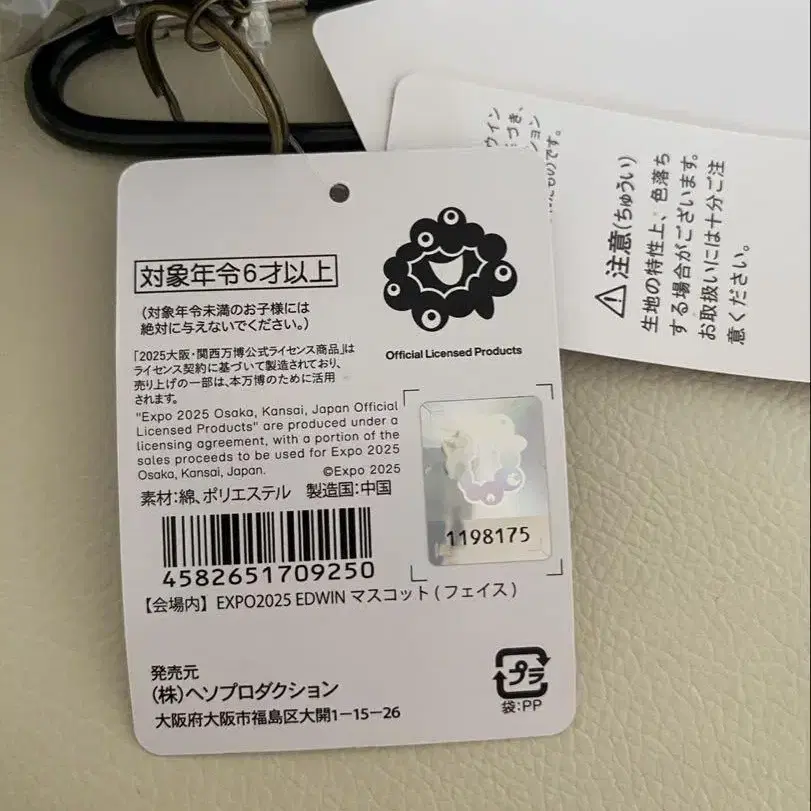 対象年令6才以上
(対象年令未満のお子様には
絶対に与えないでください。)
Official Licensed Products
「2025大阪・関西万博公式ライセンス商品」は
ライセンス契約に基づいて製造されており、
売り上げの一部は、本万博のために活用
されます。
"Expo 2025 Osaka, Kansai, Japan Official
Licensed Products" are produced under a
licensing agreement, with a portion of the
sales proceeds to be used for Expo 2025
Osaka, Kansai, Japan.
©Expo 2025
素材:綿、ポリエステル 製造国:中国
1198175
4582651709250
【会場内】EXPO2025 EDWIN マスコット(フェイス)
発売元
(株)ヘソプロダクション
大阪府大阪市福島区大開1-15-26
プラ
袋:PP
注意(ちゅうい)
生地の特性上、色落ち
する場合がございます。
お取扱いには十分ご注
意ください。